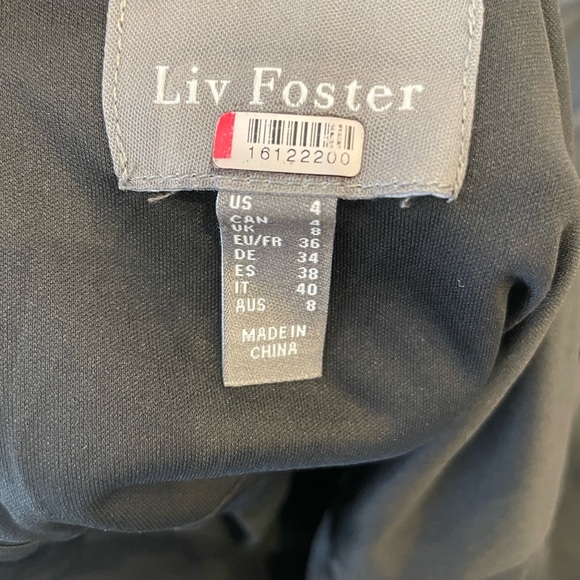 Liv Foster
16122200
US 4
CAN 4
UK 8
EU/FR 36
DE 34
ES 38
IT 40
AUS 8
MADE IN
CHINA